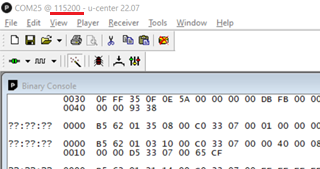 COM25 @ 115200 - u-center 22.07
File Edit View Player Receiver Tools Window Help
Binary Console
0030 0F FF 35 0F 0E 5A 00 00 00 00 DB FB 00 00
0040 00 00 93 38
??:??:?? 0000 B5 62 01 35 08 00 C0 33 07 00 01 00 00 00
??:??:?? 0000 B5 62 01 03 10 00 C0 33 07 00 00 40 00 08
0010 00 00 D5 33 07 00 65 CF